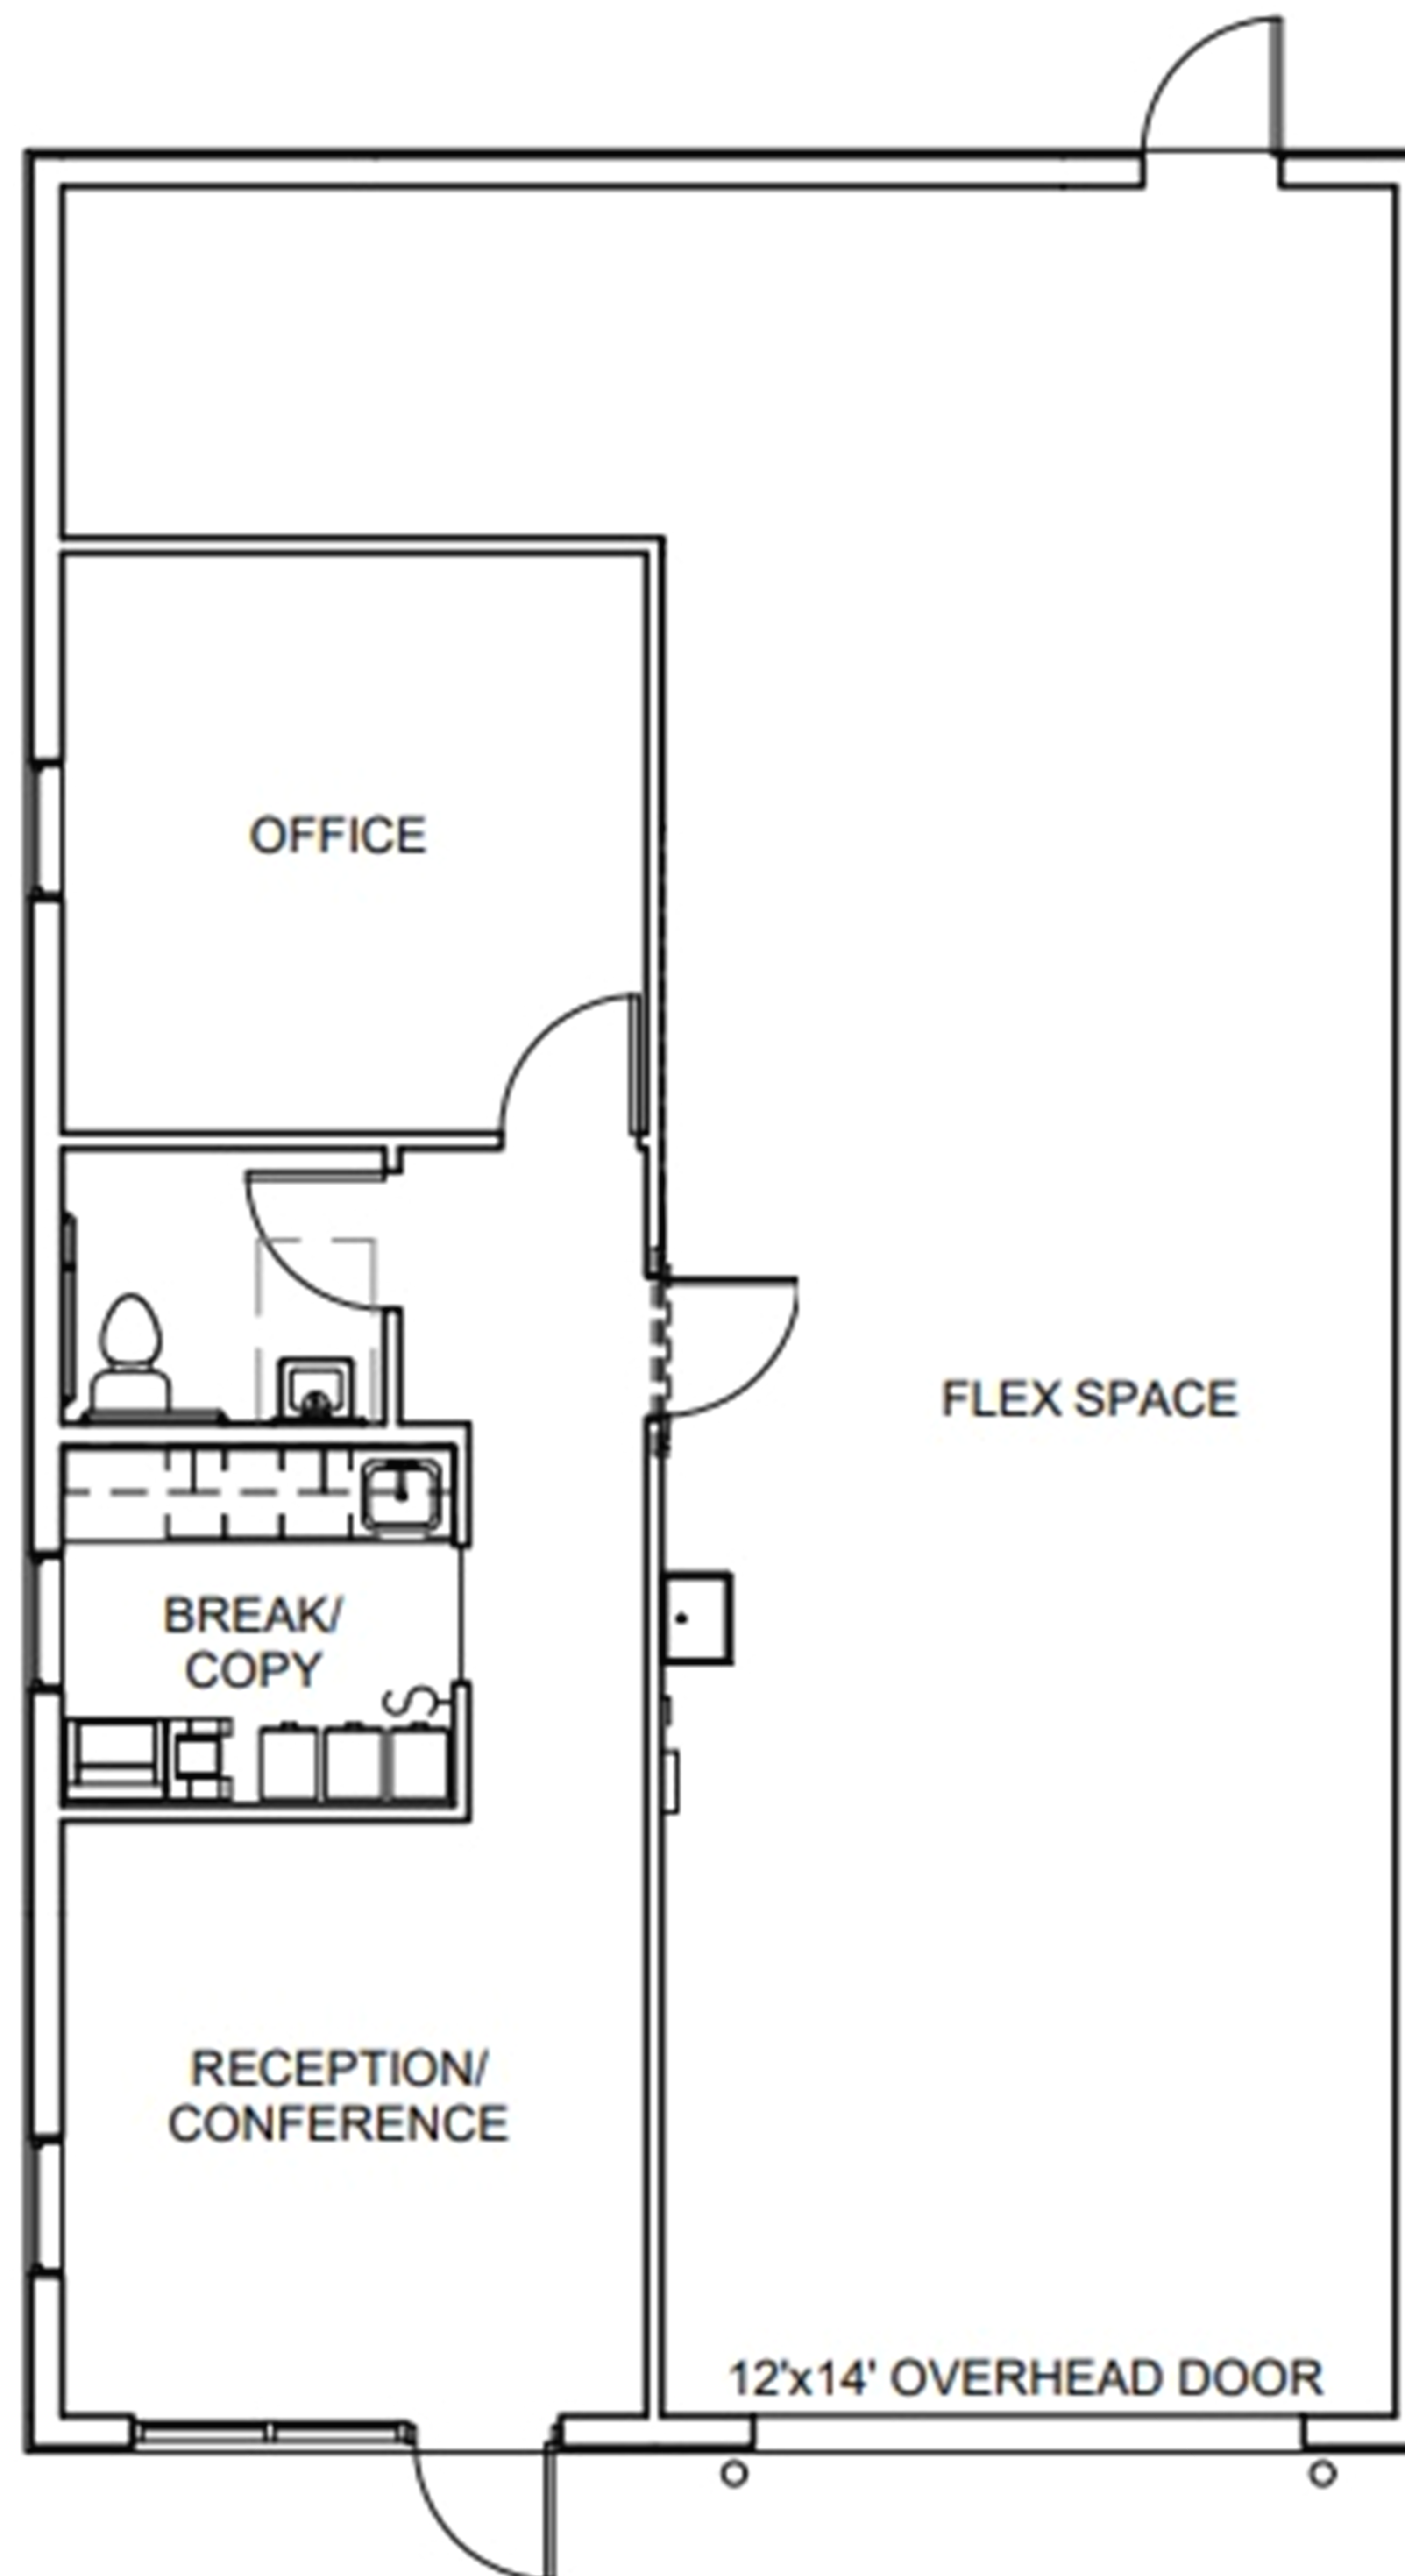 OFFICE
FLEX SPACE
BREAK/
COPY
RECEPTION/
CONFERENCE
12'x14' OVERHEAD DOOR